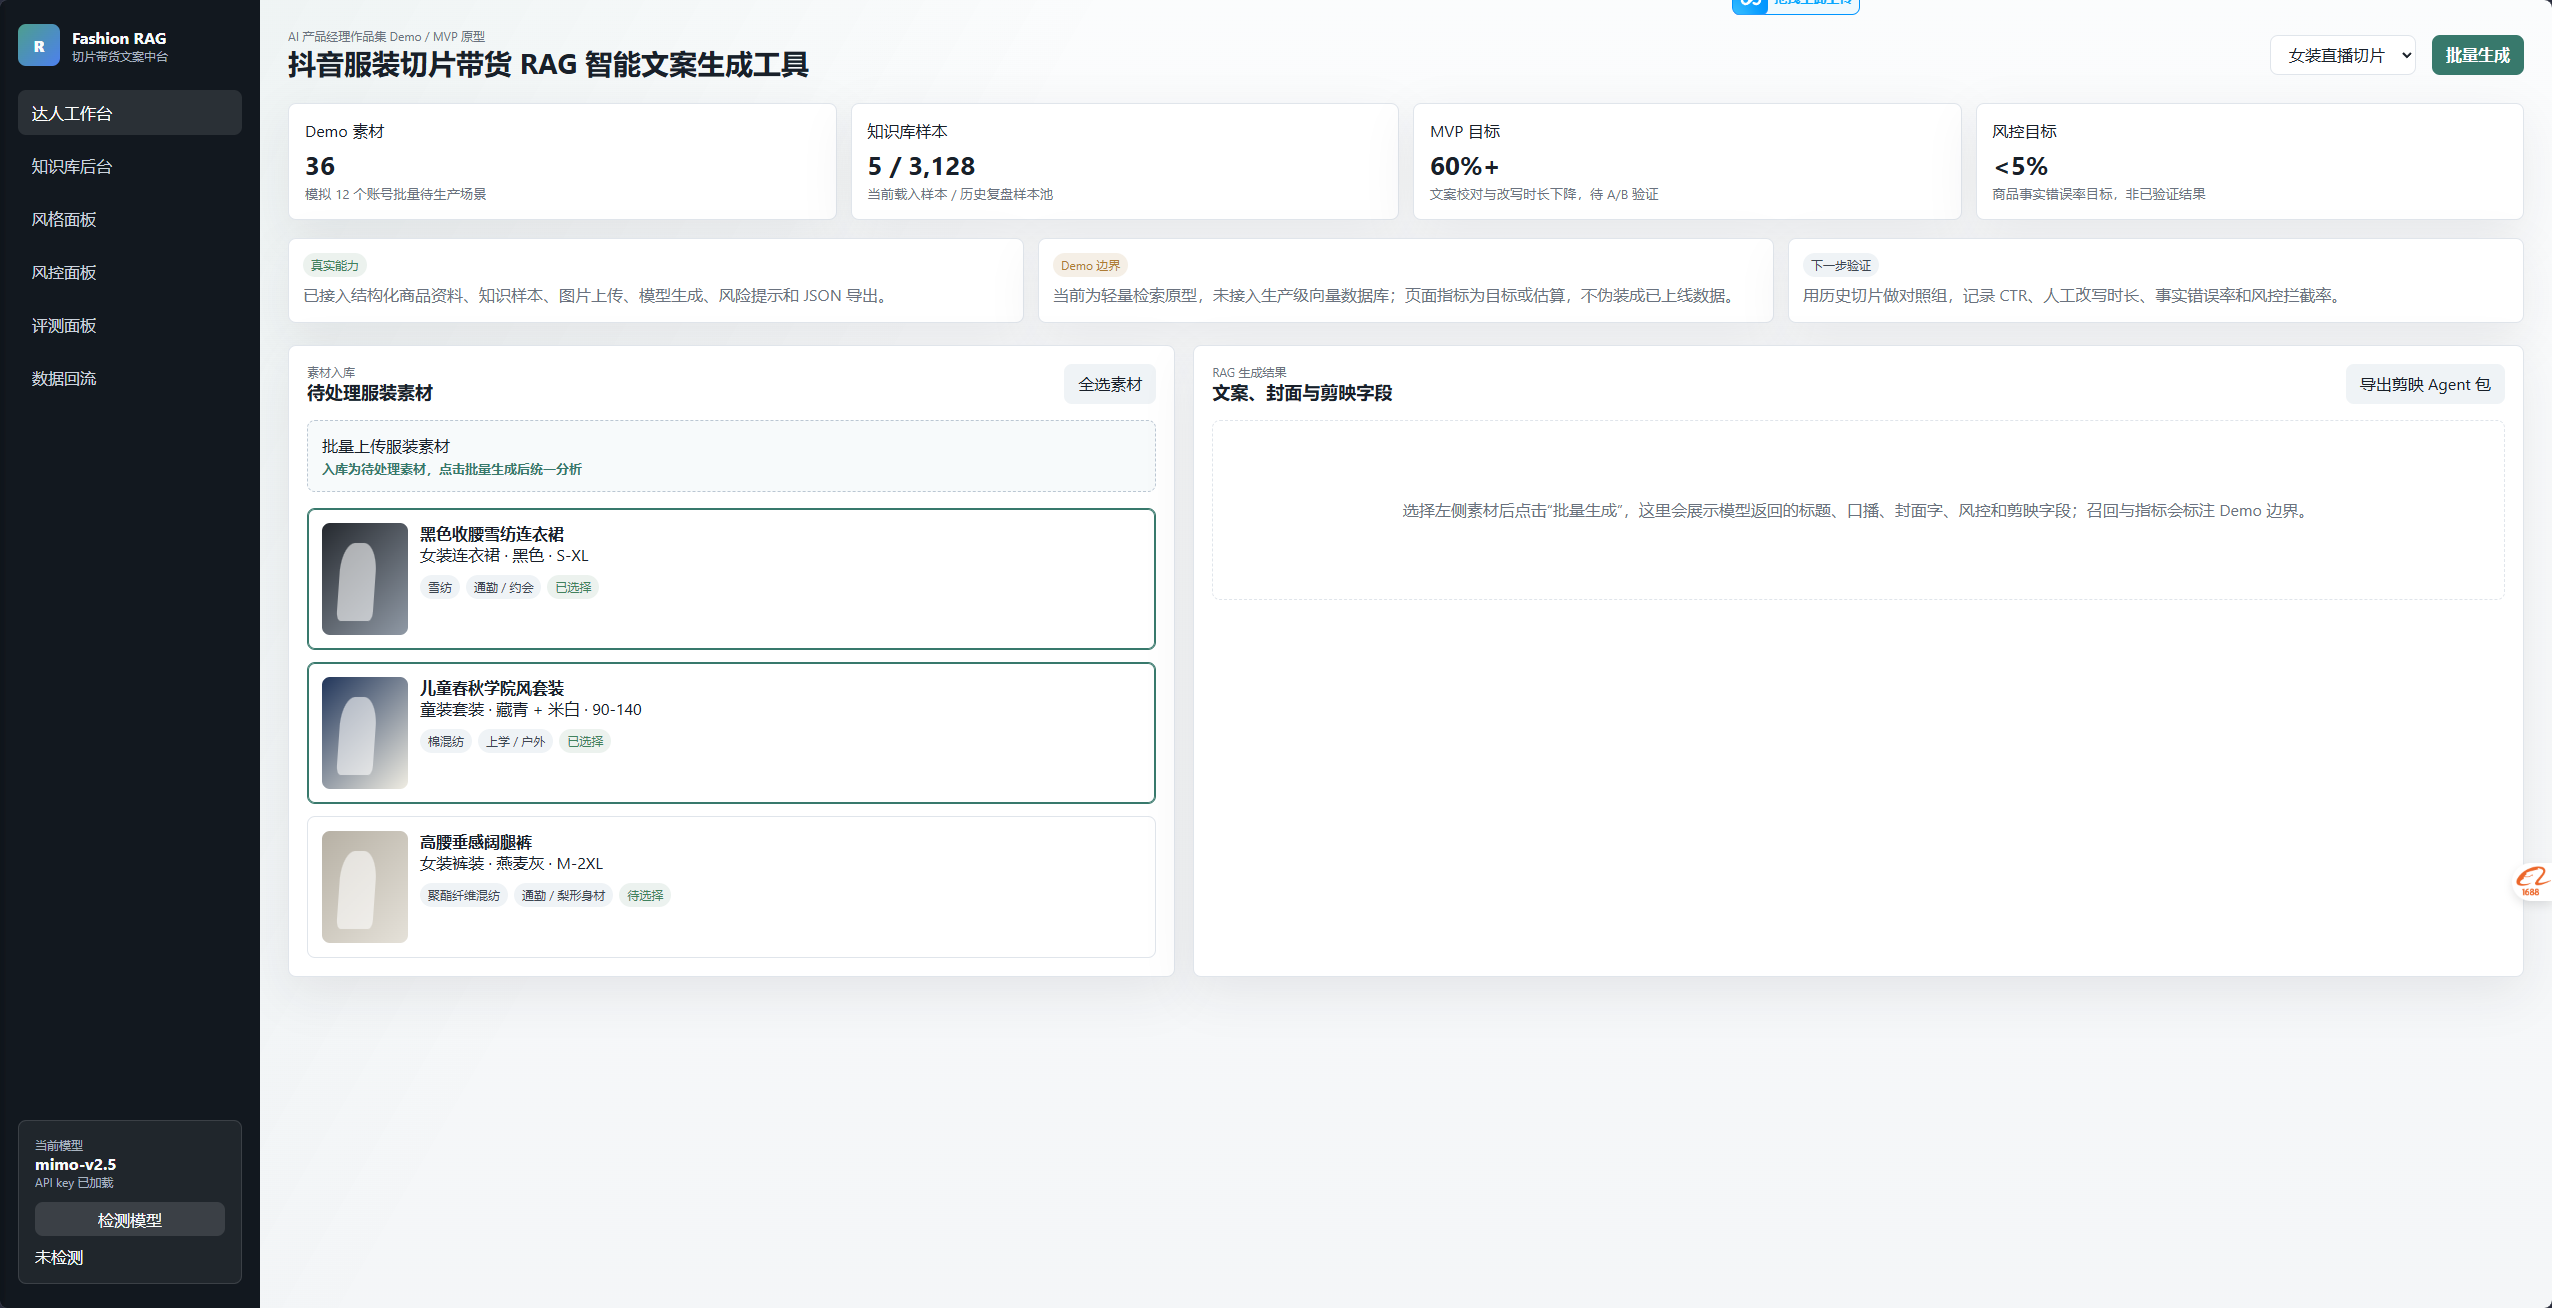 R
Fashion RAG
切片带货文案中台
达人工作台
知识库后台
风格面板
风控面板
评测面板
数据回流
当前模型
mimo-v2.5
API key 已加载
检测模型
未检测
AI 产品经理作品集 Demo / MVP 原型
抖音服装切片带货 RAG 智能文案生成工具
女装直播切片
批量生成
Demo 素材
36
模拟 12 个账号批量待生产场景
知识库样本
5 / 3,128
当前载入样本 / 历史复盘样本池
MVP 目标
60%+
文案校对与改写时长下降，待 A/B 验证
风控目标
<5%
商品事实错误率目标，非已验证结果
真实能力
已接入结构化商品资料、知识样本、图片上传、模型生成、风险提示和 JSON 导出。
Demo 边界
当前为轻量检索原型，未接入生产级向量数据库；页面指标为目标或估算，不伪装成已上线数据。
下一步验证
用历史切片做对照组，记录 CTR、人工改写时长、事实错误率和风控拦截率。
素材入库
待处理服装素材
全选素材
批量上传服装素材
入库为待处理素材，点击批量生成后统一分析
黑色收腰雪纺连衣裙
女装连衣裙 · 黑色 · S-XL
雪纺 通勤 / 约会 已选择
儿童春秋学院风套装
童装套装 · 藏青 + 米白 · 90-140
棉混纺 上学 / 户外 已选择
高腰垂感阔腿裤
女装裤装 · 燕麦灰 · M-2XL
聚酯纤维混纺 通勤 / 梨形身材 待选择
RAG 生成结果
文案、封面与剪映字段
导出剪映 Agent 包
选择左侧素材后点击“批量生成”，这里会展示模型返回的标题、口播、封面字、风控和剪映字段；召回与指标会标注 Demo 边界。
1688